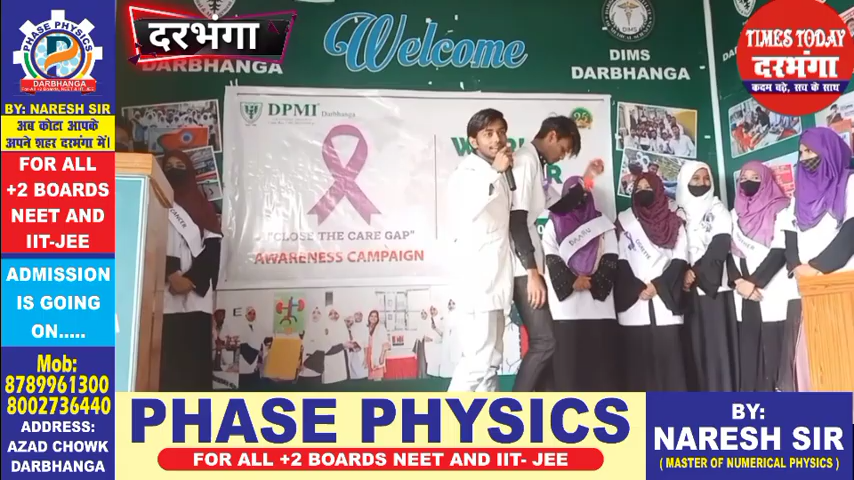 PHASE PHYSICS
DARBHANGA
BY: NARESH SIR
अब कोटा आपके
अपने शहर दरभंगा में।
FOR ALL
+2 BOARDS
NEET AND
IIT-JEE
ADMISSION
IS GOING
ON.....
Mob:
8789961300
8002736440
ADDRESS:
AZAD CHOWK
DARBHANGA
दरभंगा
DARBHANGA
Welcome
DIMS
DARBHANGA
TIMES TODAY
दरभंगा
कदम बढ़े, सच के साथ
DPMI Darbhanga
"CLOSE THE CARE GAP"
AWARENESS CAMPAIGN
PHASE PHYSICS
FOR ALL +2 BOARDS NEET AND IIT- JEE
BY:
NARESH SIR
( MASTER OF NUMERICAL PHYSICS )